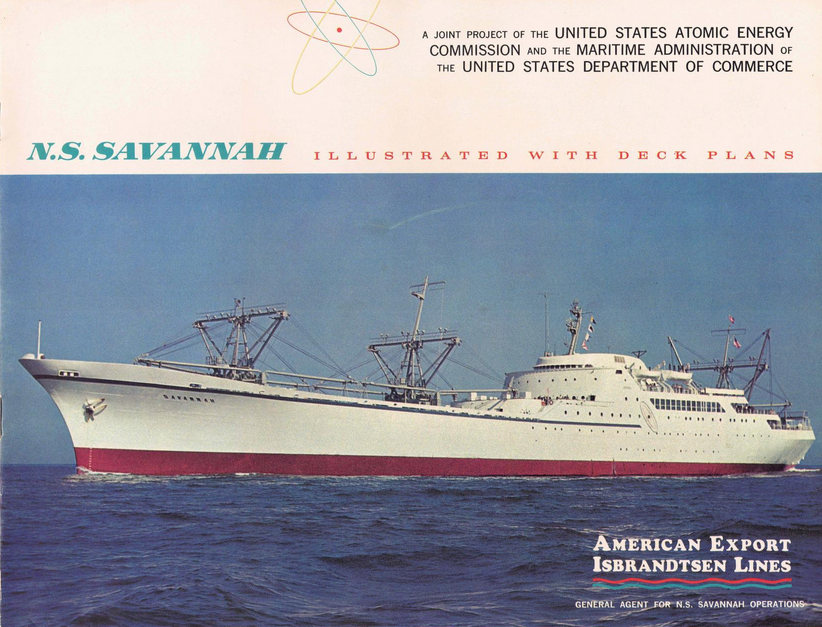 A JOINT PROJECT OF THE UNITED STATES ATOMIC ENERGY
COMMISSION AND THE MARITIME ADMINISTRATION OF
THE UNITED STATES DEPARTMENT OF COMMERCE
N.S. SAVANNAH ILLUSTRATED WITH DECK PLANS
SAVANNAH
AMERICAN EXPORT
ISBRANDTSEN LINES
GENERAL AGENT FOR N.S. SAVANNAH OPERATIONS